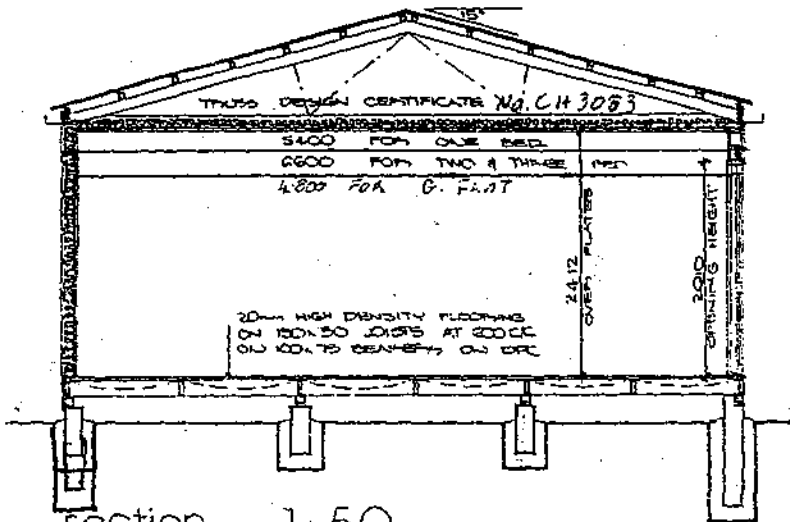 15°
TRUSS DESIGN CERTIFICATE No. CH 3083
5400 FOR ONE BED
6600 FOR TWO & THREE BED
4800 FOR G. FLAT
2412
OVER PLATES
2010
OPENING HEIGHT
20mm HIGH DENSITY FLOORING
ON JOISTS AT C/C
ON 100x75 BEARERS ON DPC
section 1:50